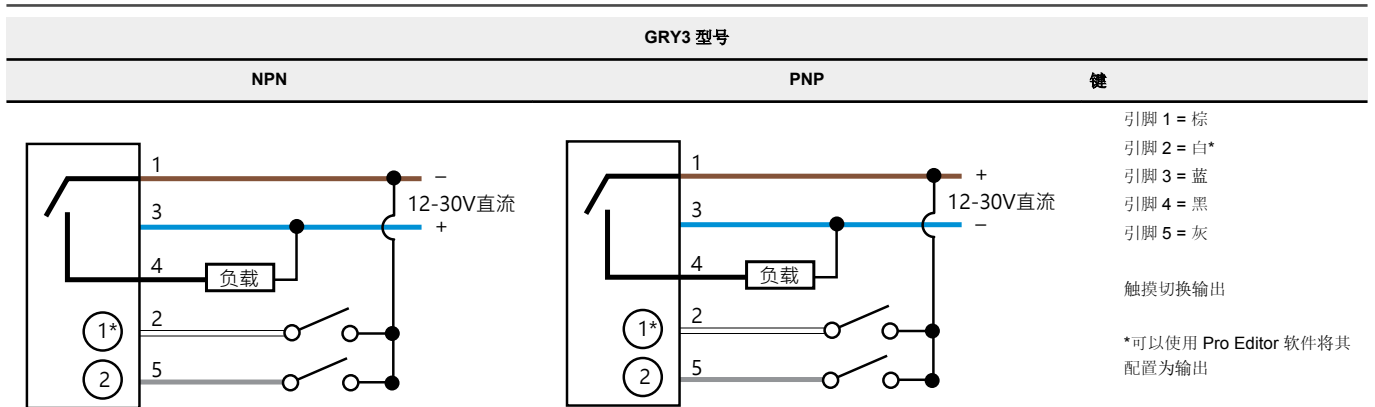 GRY3 型号
NPN
PNP
键
1
−
12-30V直流
3
+
4
负载
1*
2
2
5
1
+
12-30V直流
3
−
4
负载
1*
2
2
5
引脚 1 = 棕
引脚 2 = 白*
引脚 3 = 蓝
引脚 4 = 黑
引脚 5 = 灰
触摸切换输出
*可以使用 Pro Editor 软件将其
配置为输出